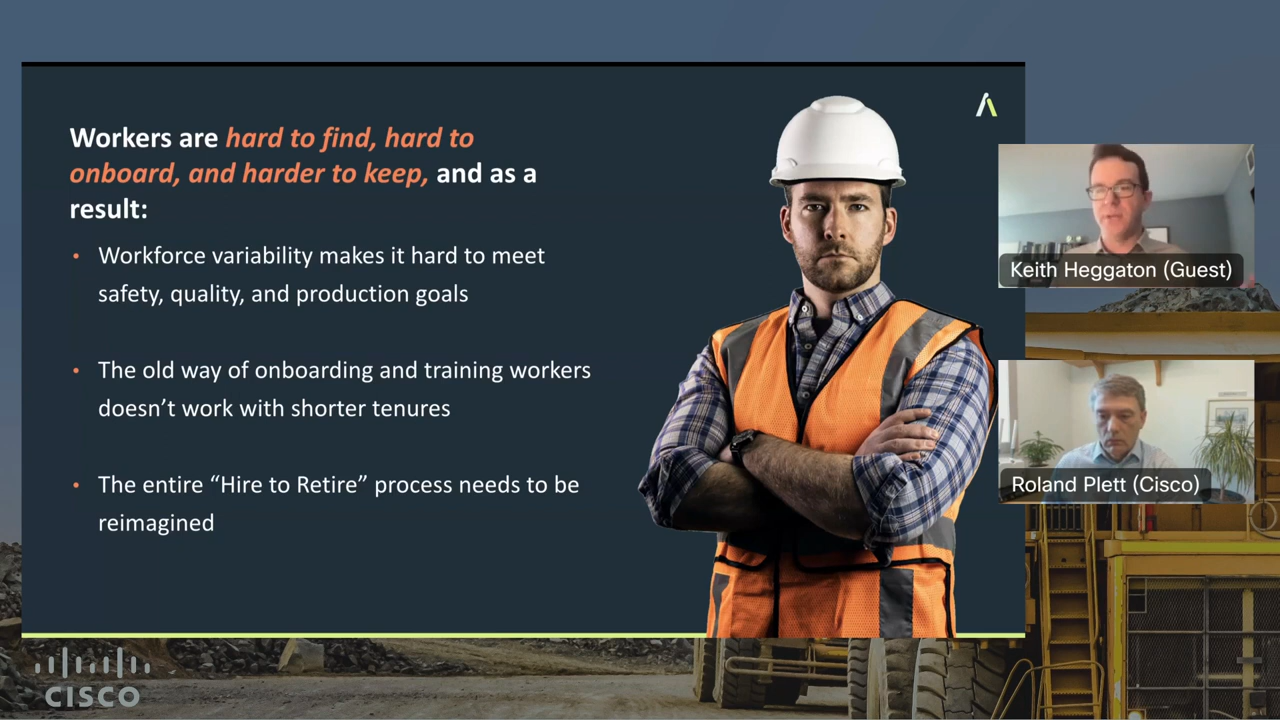 Workers are hard to find, hard to
onboard, and harder to keep, and as a
result:
• Workforce variability makes it hard to meet
safety, quality, and production goals
• The old way of onboarding and training workers
doesn’t work with shorter tenures
• The entire “Hire to Retire” process needs to be
reimagined
Keith Heggaton (Guest)
Roland Plett (Cisco)
CISCO